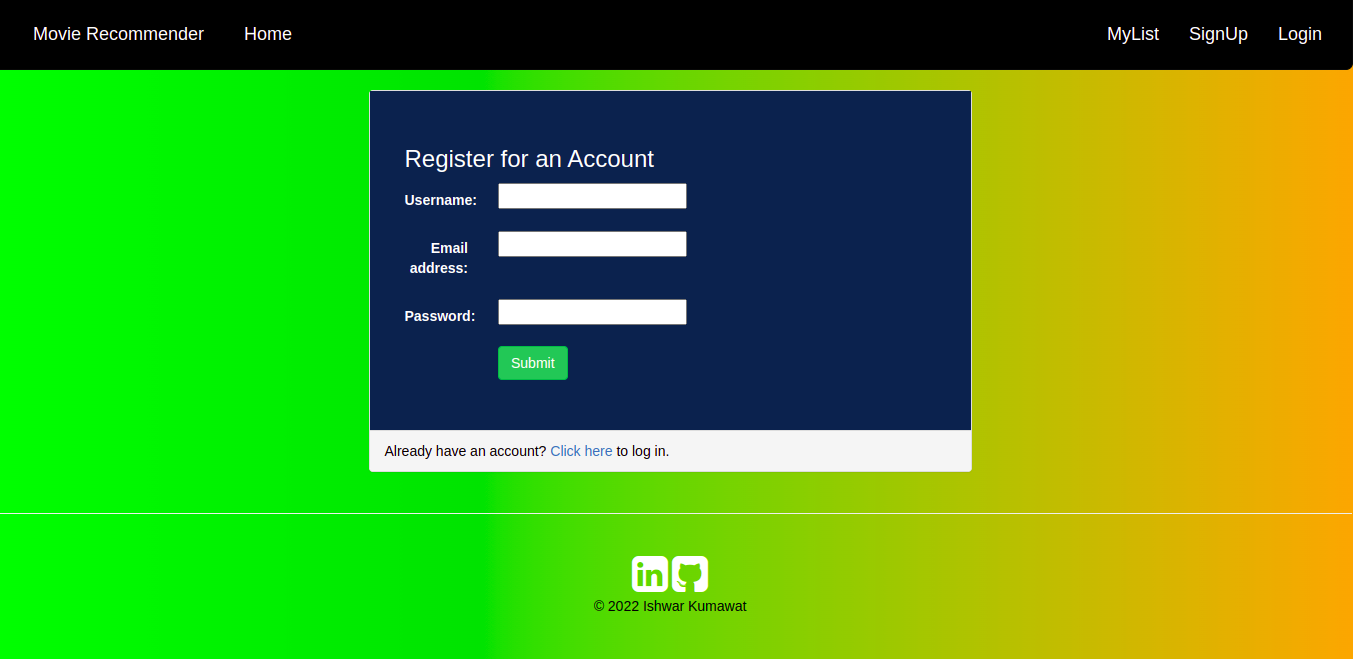 Movie Recommender Home MyList SignUp Login
Register for an Account
Username:
Email
address:
Password:
Submit
Already have an account? Click here to log in.
in
© 2022 Ishwar Kumawat